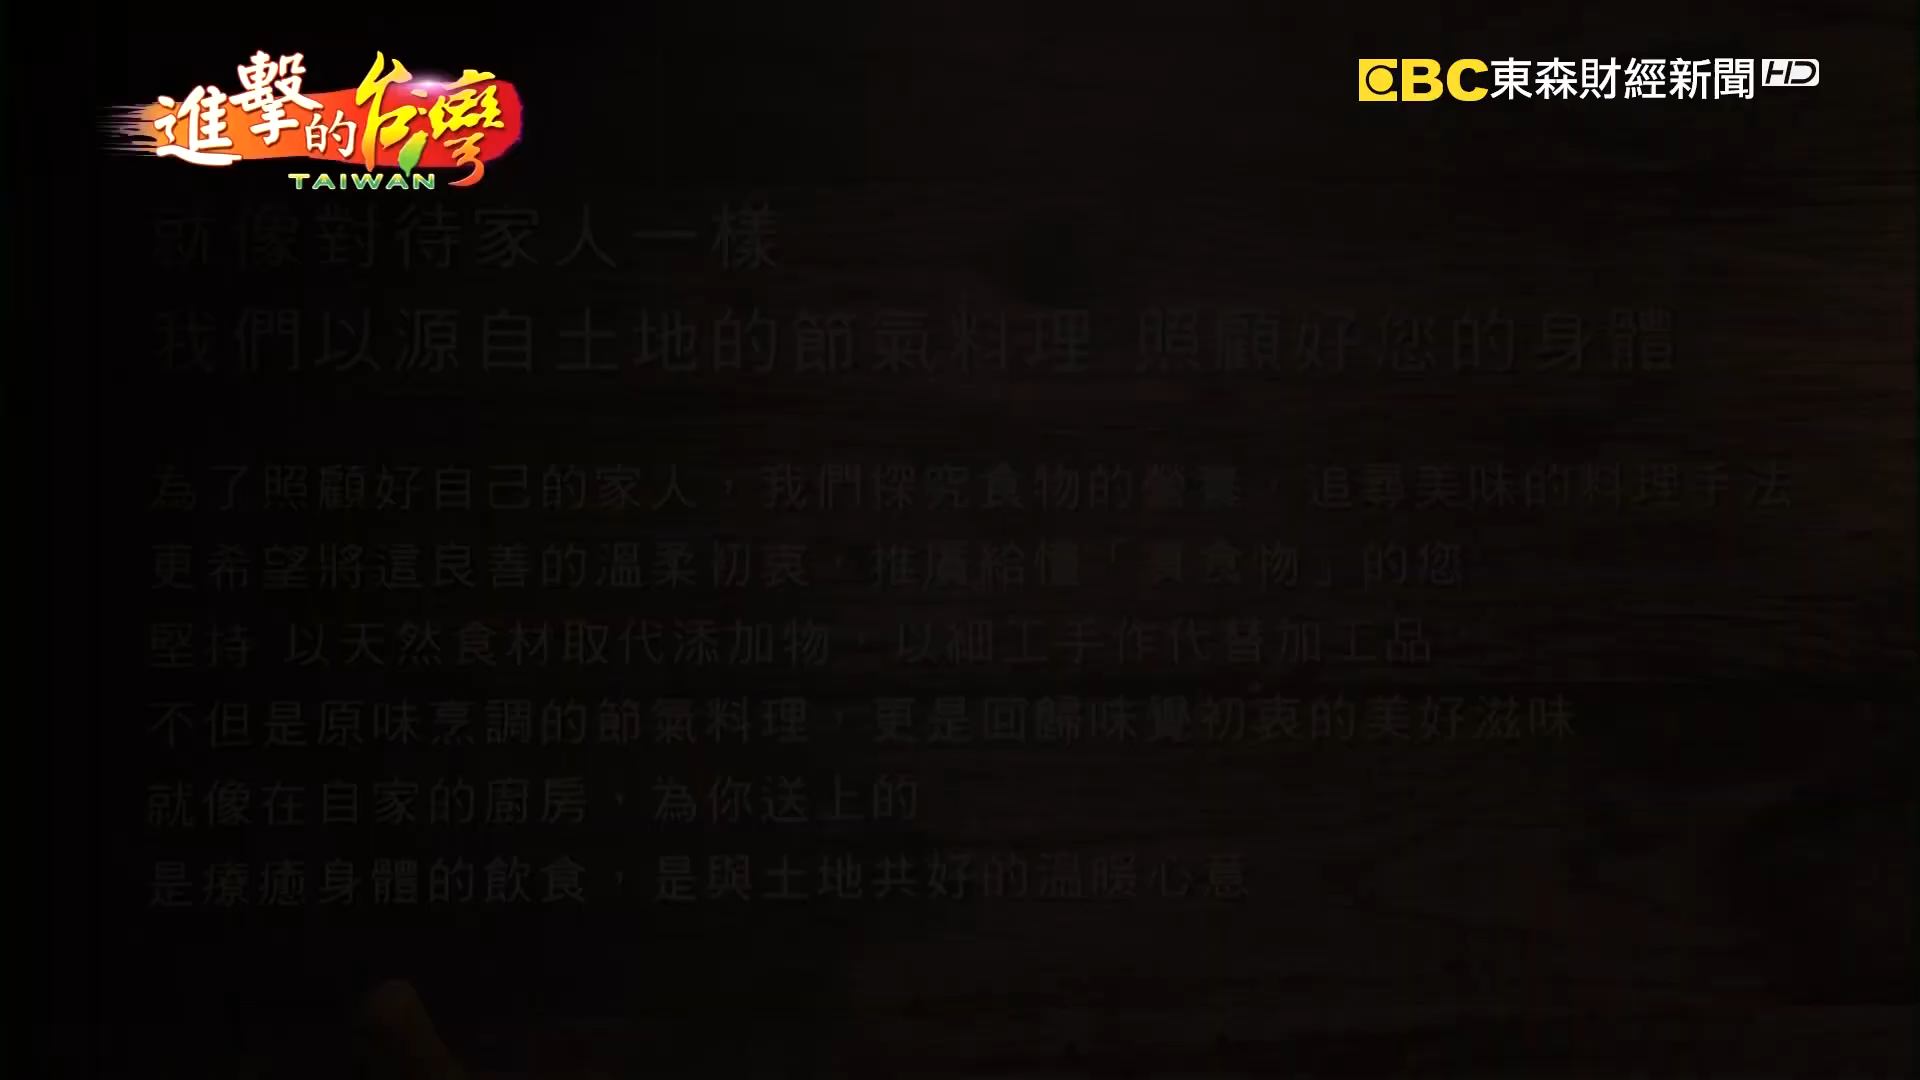 進擊的台灣
TAIWAN
EBC東森財經新聞HD
就像對待家人一樣
我們以源自土地的節氣料理 照顧好您的身體
為了照顧好自己的家人，我們探究食物的營養，追尋美味的料理手法
更希望將這良善的溫柔初衷，推廣給懂「真食物」的您
堅持 以天然食材取代添加物，以細工手作代替加工品
不但是原味烹調的節氣料理，更是回歸味覺初衷的美好滋味
就像在自家的廚房，為你送上的
是療癒身體的飲食，是與土地共好的溫暖心意